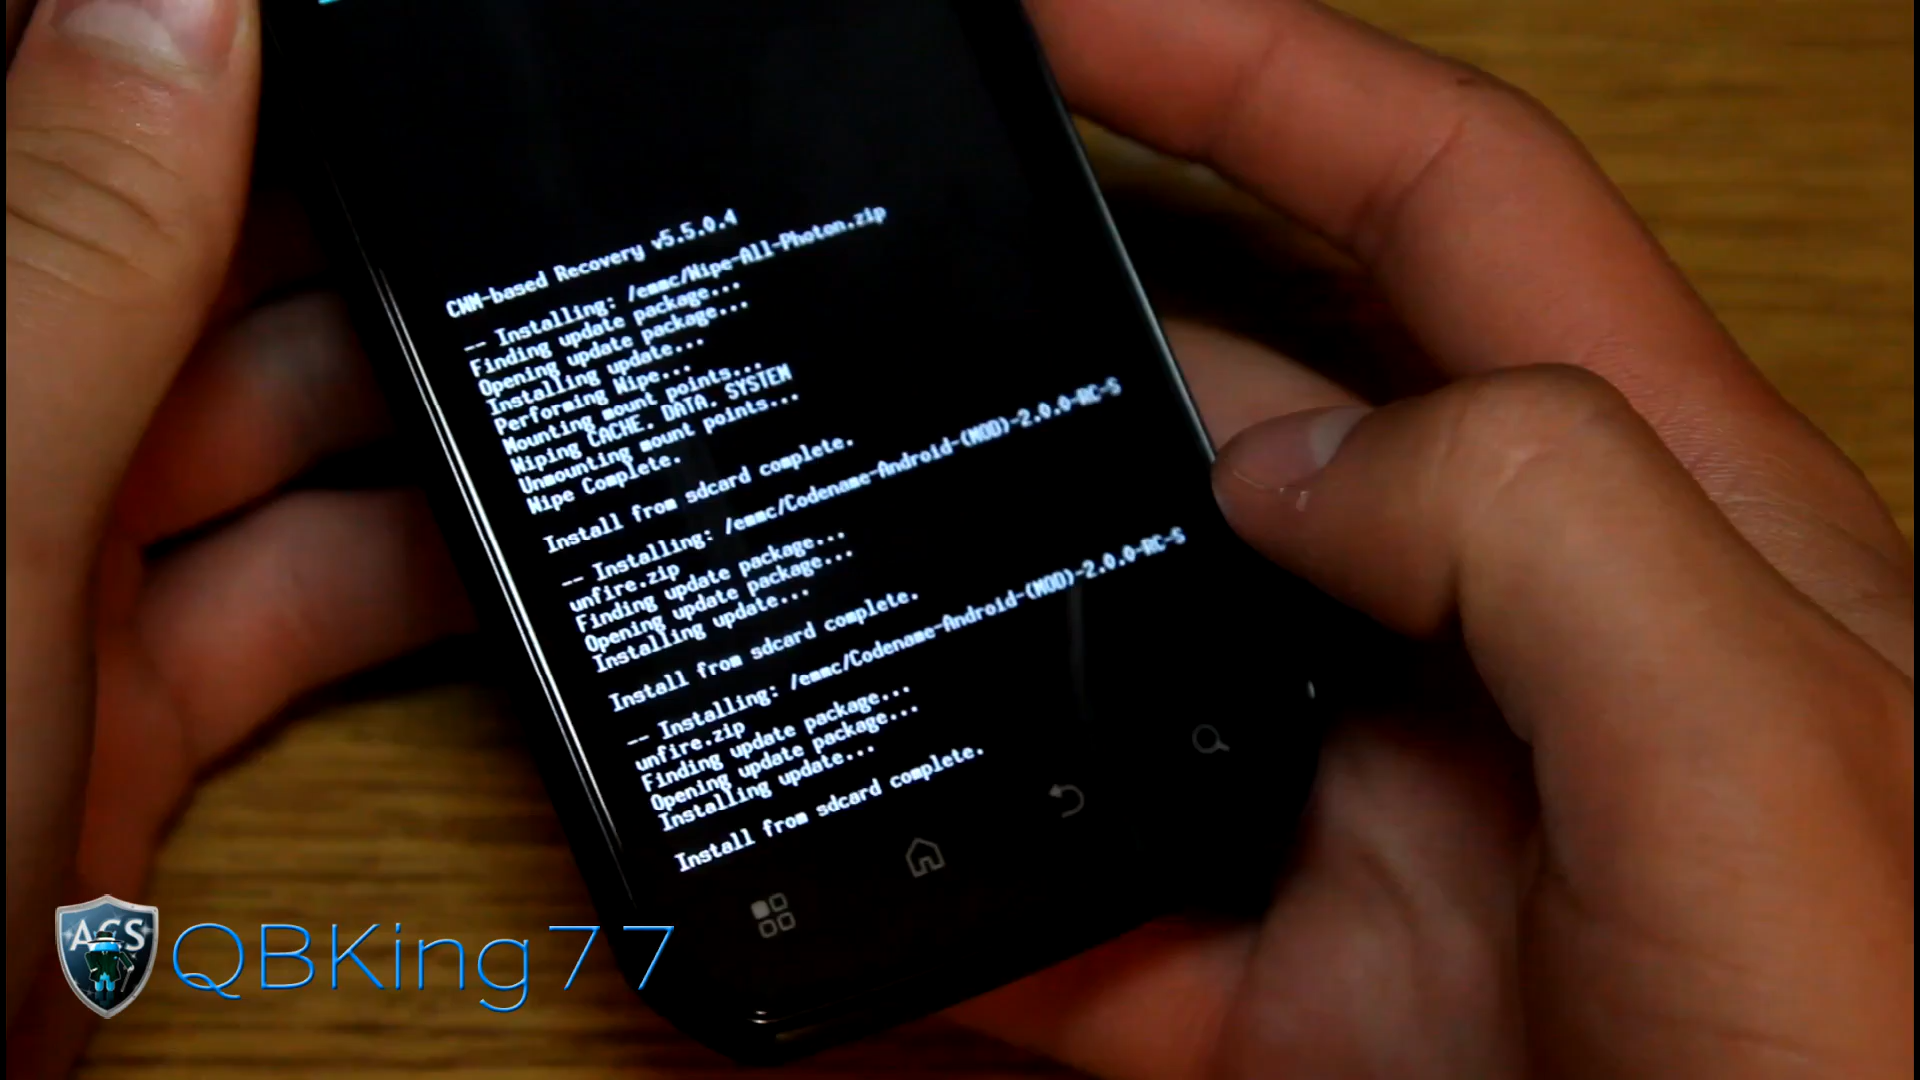 CWM-based Recovery v5.5.0.4
-- Installing: /emmc/Wipe-All-Photon.zip
Finding update package...
Opening update package...
Installing update...
Performing Wipe...
Mounting mount points...
Wiping CACHE. DATA. SYSTEM
Unmounting mount points...
Wipe Complete.
Install from sdcard complete.
-- Installing: /emmc/Codename-Android-(MOD)-2.0.0-RC-S
unfire.zip
Finding update package...
Opening update package...
Installing update...
Install from sdcard complete.
-- Installing: /emmc/Codename-Android-(MOD)-2.0.0-RC-S
unfire.zip
Finding update package...
Opening update package...
Installing update...
Install from sdcard complete.
ACS
QBKing77